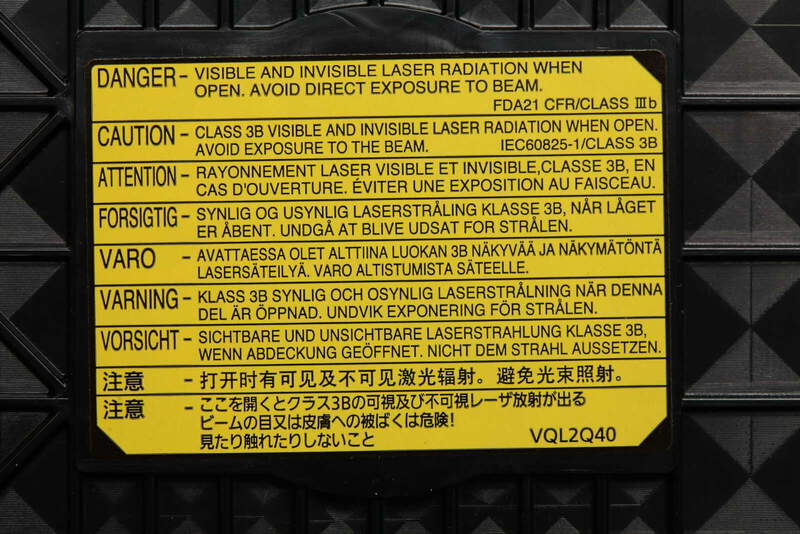 DANGER - VISIBLE AND INVISIBLE LASER RADIATION WHEN
OPEN. AVOID DIRECT EXPOSURE TO BEAM.
FDA21 CFR/CLASS Ⅲb
CAUTION - CLASS 3B VISIBLE AND INVISIBLE LASER RADIATION WHEN OPEN.
AVOID EXPOSURE TO THE BEAM. IEC60825-1/CLASS 3B
ATTENTION - RAYONNEMENT LASER VISIBLE ET INVISIBLE,CLASSE 3B, EN
CAS D'OUVERTURE. ÉVITER UNE EXPOSITION AU FAISCEAU.
FORSIGTIG - SYNLIG OG USYNLIG LASERSTRÅLING KLASSE 3B, NÅR LÅGET
ER ÅBENT. UNDGÅ AT BLIVE UDSAT FOR STRÅLEN.
VARO - AVATTAESSA OLET ALTTIINA LUOKAN 3B NÄKYVÄÄ JA NÄKYMÄTÖNTÄ
LASERSÄTEILYÄ. VARO ALTISTUMISTA SÄTEELLE.
VARNING - KLASS 3B SYNLIG OCH OSYNLIG LASERSTRÅLNING NÄR DENNA
DEL ÄR ÖPPNAD. UNDVIK EXPONERING FÖR STRÅLEN.
VORSICHT - SICHTBARE UND UNSICHTBARE LASERSTRAHLUNG KLASSE 3B,
WENN ABDECKUNG GEÖFFNET. NICHT DEM STRAHL AUSSETZEN.
注意 - 打开时有可见及不可见激光辐射。避免光束照射。
注意 - ここを開くとクラス3Bの可視及び不可視レーザ放射が出る
ビームの目又は皮膚への被ばくは危険!
見たり触れたりしないこと VQL2Q40